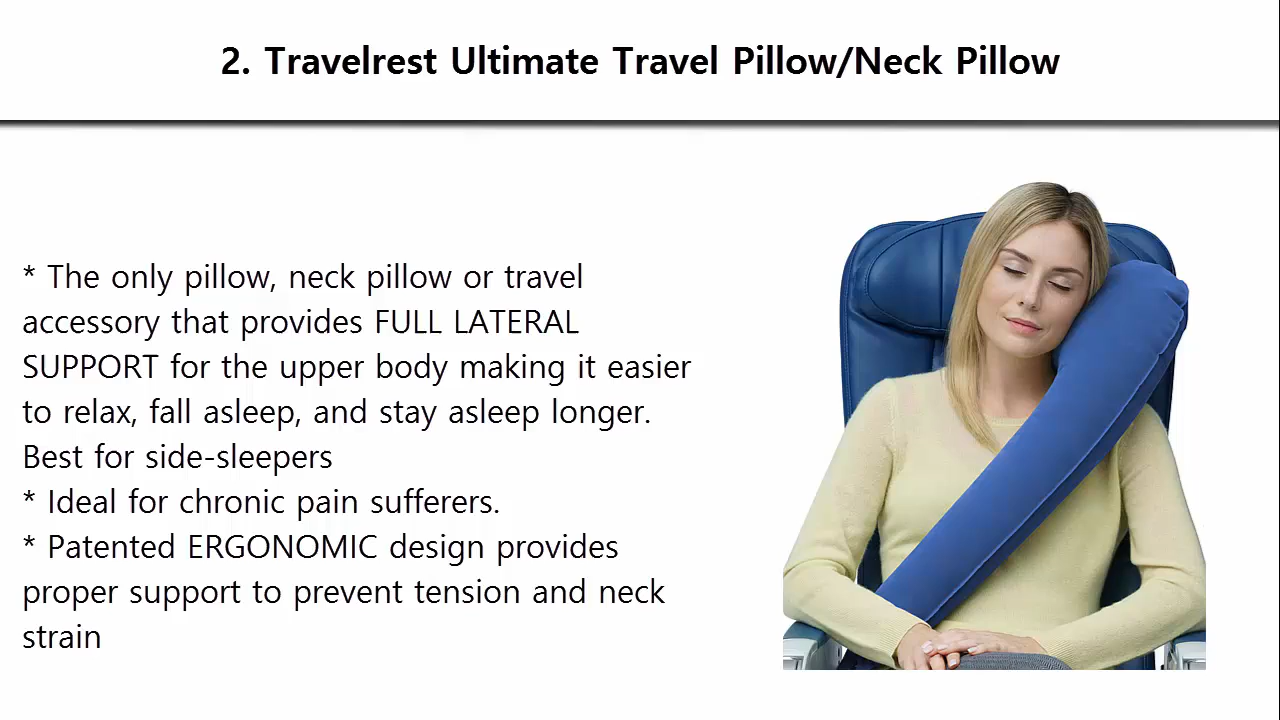 2. Travelrest Ultimate Travel Pillow/Neck Pillow
* The only pillow, neck pillow or travel
accessory that provides FULL LATERAL
SUPPORT for the upper body making it easier
to relax, fall asleep, and stay asleep longer.
Best for side-sleepers
* Ideal for chronic pain sufferers.
* Patented ERGONOMIC design provides
proper support to prevent tension and neck
strain